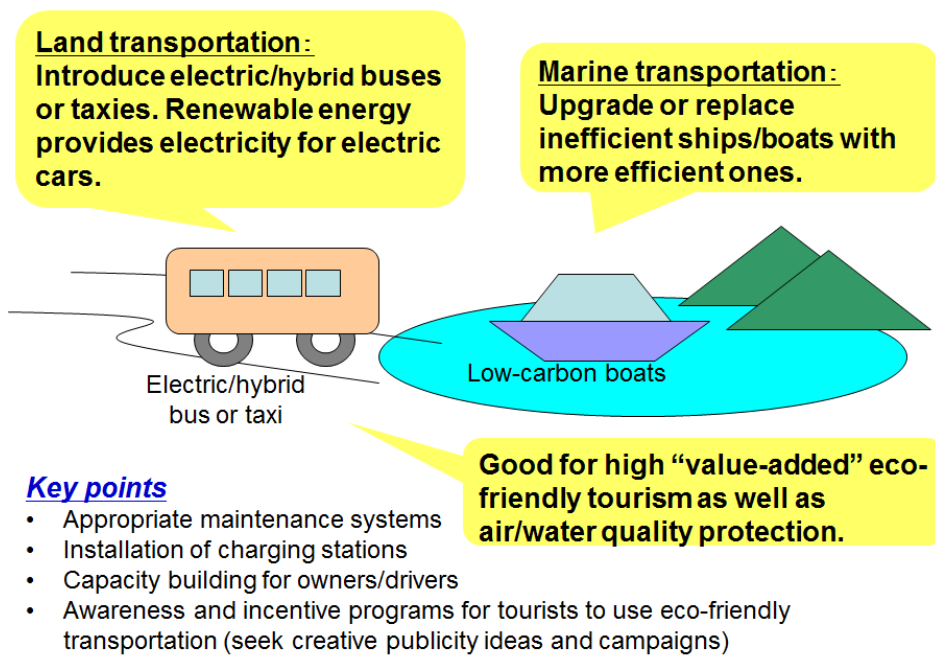 Land transportation:
Introduce electric/hybrid buses
or taxies. Renewable energy
provides electricity for electric
cars.
Marine transportation:
Upgrade or replace
inefficient ships/boats with
more efficient ones.
Electric/hybrid
bus or taxi
Low-carbon boats
Good for high “value-added” eco-
friendly tourism as well as
air/water quality protection.
Key points
• Appropriate maintenance systems
• Installation of charging stations
• Capacity building for owners/drivers
• Awareness and incentive programs for tourists to use eco-friendly
transportation (seek creative publicity ideas and campaigns)